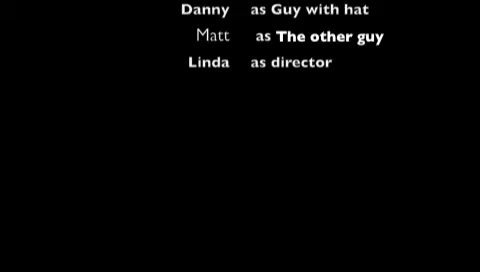 Danny as Guy with hat
Matt as The other guy
Linda as director